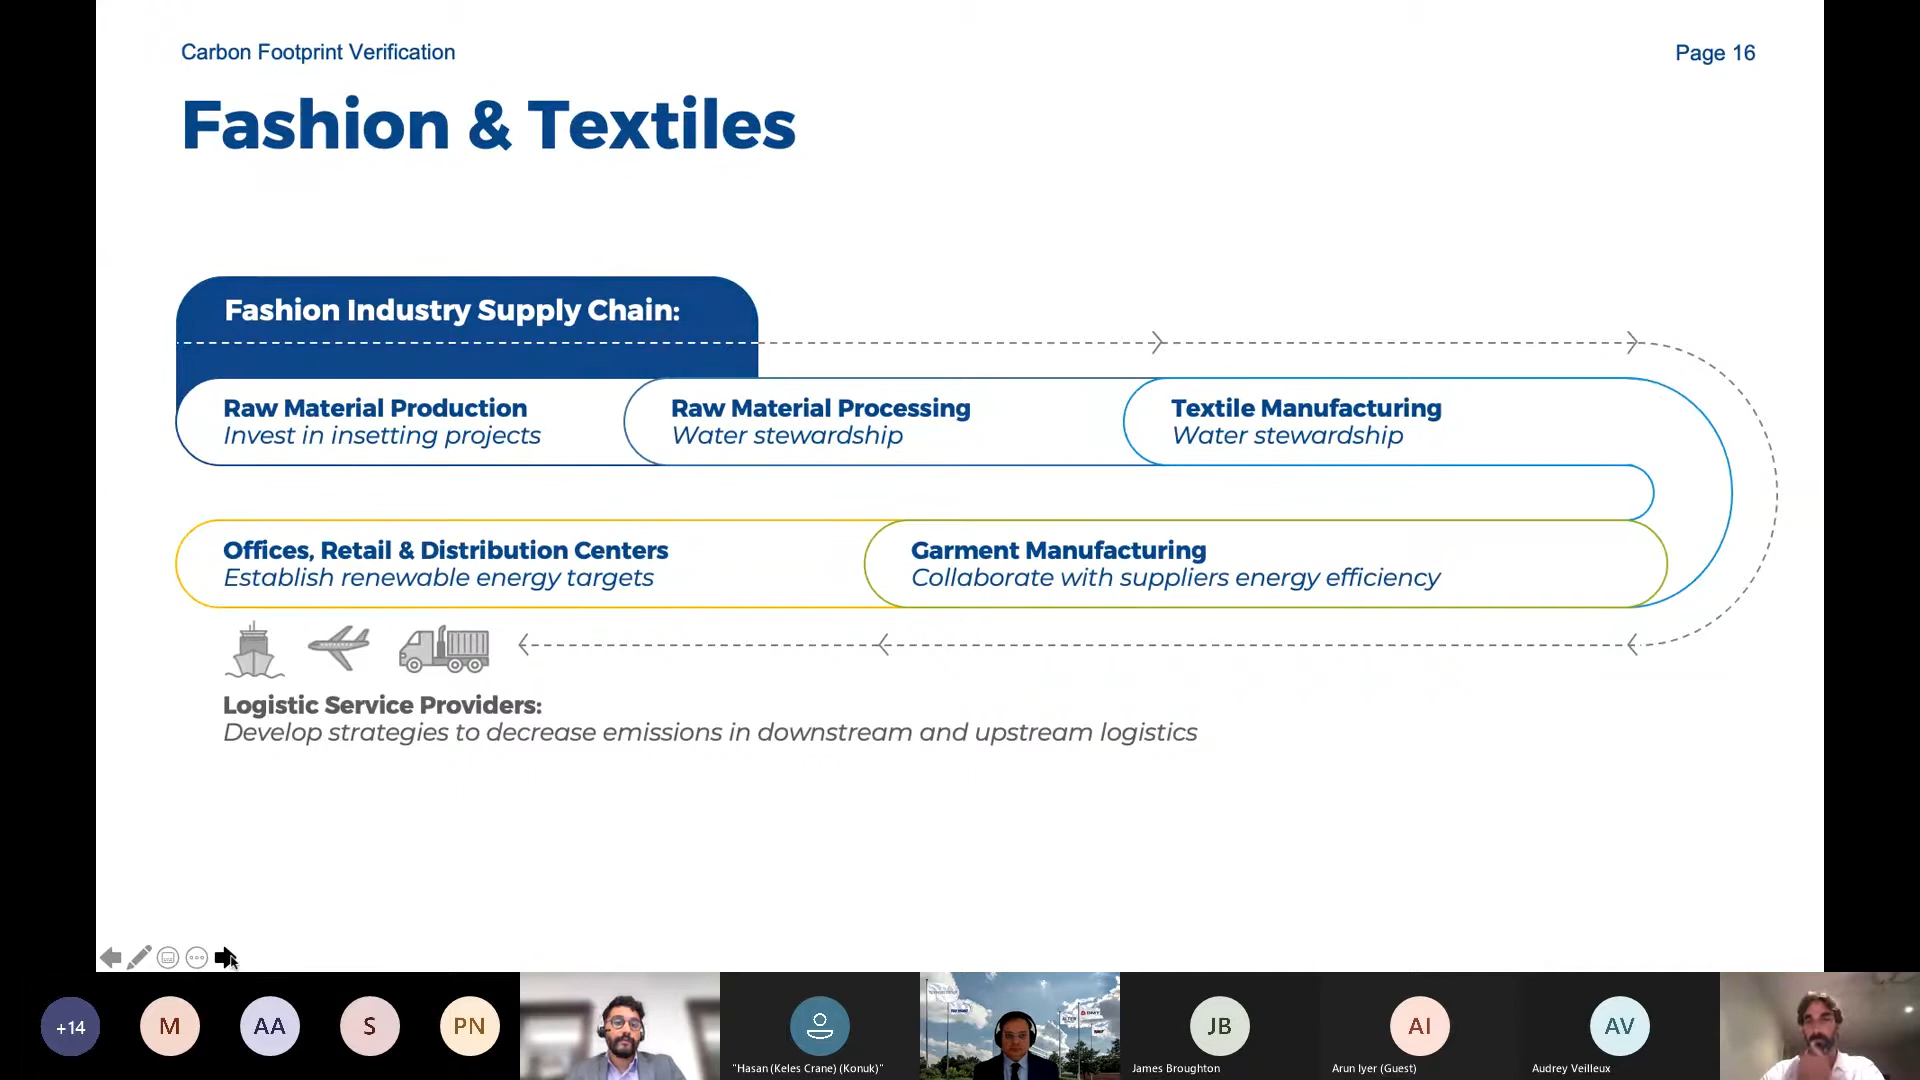 Carbon Footprint Verification
Page 16
Fashion & Textiles
Fashion Industry Supply Chain:
Raw Material Production
Invest in insetting projects
Raw Material Processing
Water stewardship
Textile Manufacturing
Water stewardship
Offices, Retail & Distribution Centers
Establish renewable energy targets
Garment Manufacturing
Collaborate with suppliers energy efficiency
Logistic Service Providers:
Develop strategies to decrease emissions in downstream and upstream logistics
+14
M
AA
S
PN
"Hasan (Keles Crane) (Konuk)"
JB
James Broughton
AI
Arun Iyer (Guest)
AV
Audrey Veilleux